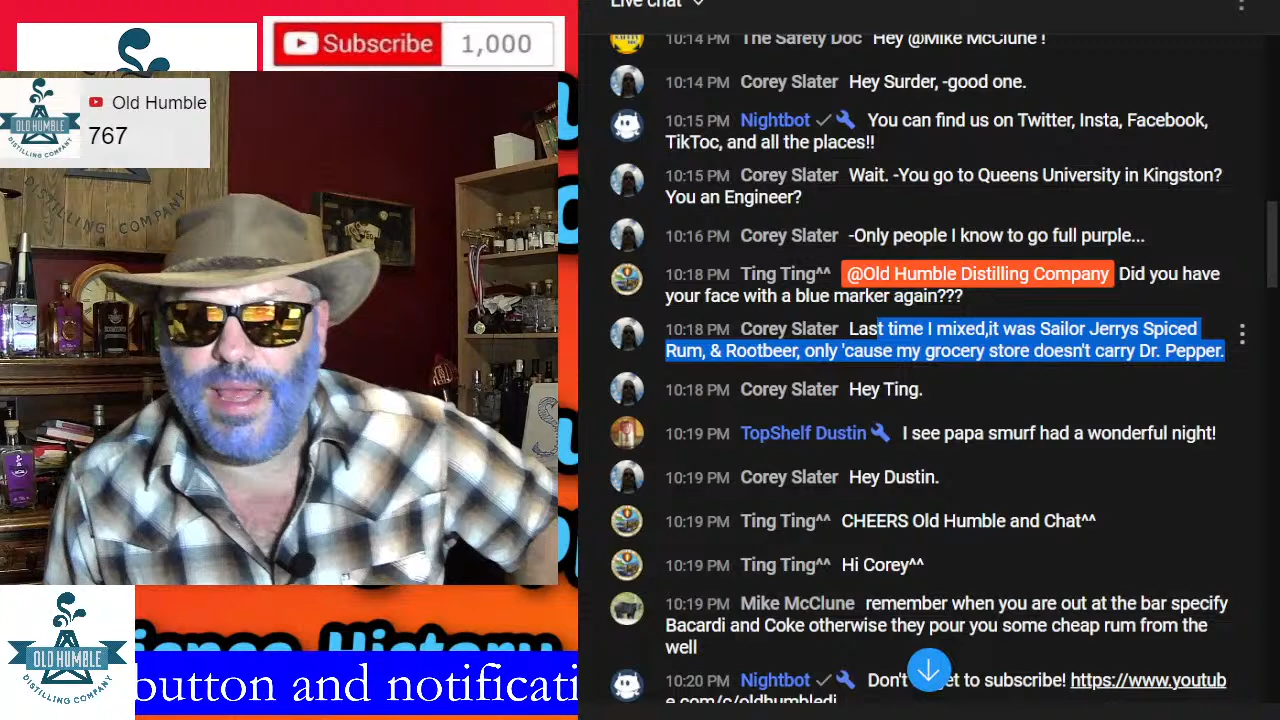 Subscribe 1,000
Old Humble
767
OLD HUMBLE
DISTILLING COMPANY
DISTILLING COMPANY
OLD HUMBLE
DISTILLING COMPANY
button and notificati
Live chat
10:14 PM The Safety Doc Hey @Mike McClune !
10:14 PM Corey Slater Hey Surder, -good one.
10:15 PM Nightbot You can find us on Twitter, Insta, Facebook,
TikToc, and all the places!!
10:15 PM Corey Slater Wait. -You go to Queens University in Kingston?
You an Engineer?
10:16 PM Corey Slater -Only people I know to go full purple...
10:18 PM Ting Ting^^ @Old Humble Distilling Company Did you have
your face with a blue marker again???
10:18 PM Corey Slater Last time I mixed,it was Sailor Jerrys Spiced
Rum, & Rootbeer, only 'cause my grocery store doesn't carry Dr. Pepper.
10:18 PM Corey Slater Hey Ting.
10:19 PM TopShelf Dustin I see papa smurf had a wonderful night!
10:19 PM Corey Slater Hey Dustin.
10:19 PM Ting Ting^^ CHEERS Old Humble and Chat^^
10:19 PM Ting Ting^^ Hi Corey^^
10:19 PM Mike McClune remember when you are out at the bar specify
Bacardi and Coke otherwise they pour you some cheap rum from the
well
10:20 PM Nightbot Don't et to subscribe! https://www.youtub
e.com/c/oldhumbledi